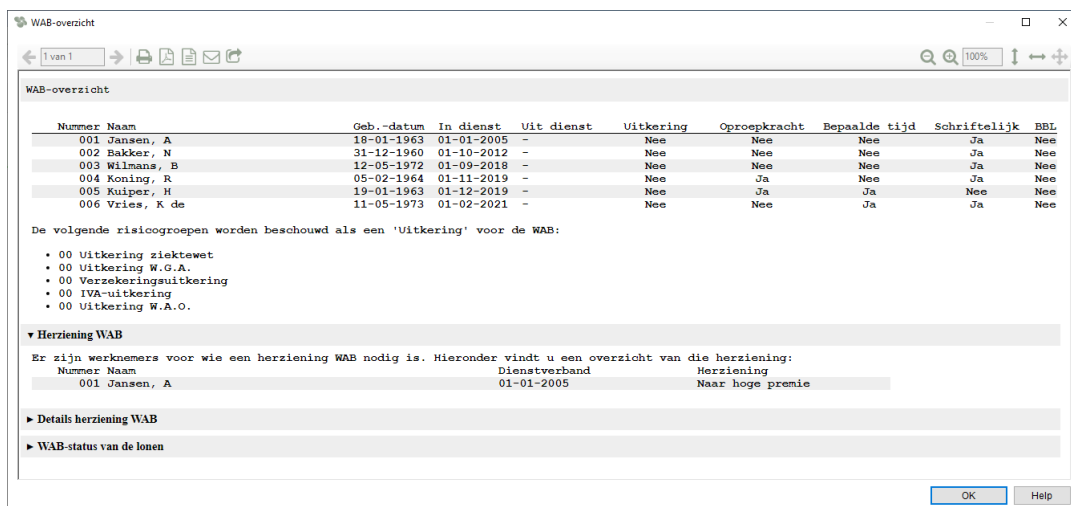 WAB-overzicht
1 van 1
100%
WAB-overzicht
Nummer Naam Geb.-datum In dienst Uit dienst Uitkering Oproepkracht Bepaalde tijd Schriftelijk BBL
001 Jansen, A 18-01-1963 01-01-2005 - Nee Nee Nee Ja Nee
002 Bakker, N 31-12-1960 01-10-2012 - Nee Nee Nee Ja Nee
003 Wilmans, B 12-05-1972 01-09-2018 - Nee Nee Nee Ja Nee
004 Koning, R 05-02-1964 01-11-2019 - Nee Ja Nee Ja Nee
005 Kuiper, H 19-01-1963 01-12-2019 - Nee Ja Ja Nee Nee
006 Vries, K de 11-05-1973 01-02-2021 - Nee Nee Ja Ja Nee
De volgende risicogroepen worden beschouwd als een 'Uitkering' voor de WAB:
• 00 Uitkering ziektewet
• 00 Uitkering W.G.A.
• 00 Verzekeringsuitkering
• 00 IVA-uitkering
• 00 Uitkering W.A.O.
▾ Herziening WAB
Er zijn werknemers voor wie een herziening WAB nodig is. Hieronder vindt u een overzicht van die herziening:
Nummer Naam Dienstverband Herziening
001 Jansen, A 01-01-2005 Naar hoge premie
▸ Details herziening WAB
▸ WAB-status van de lonen
OK Help